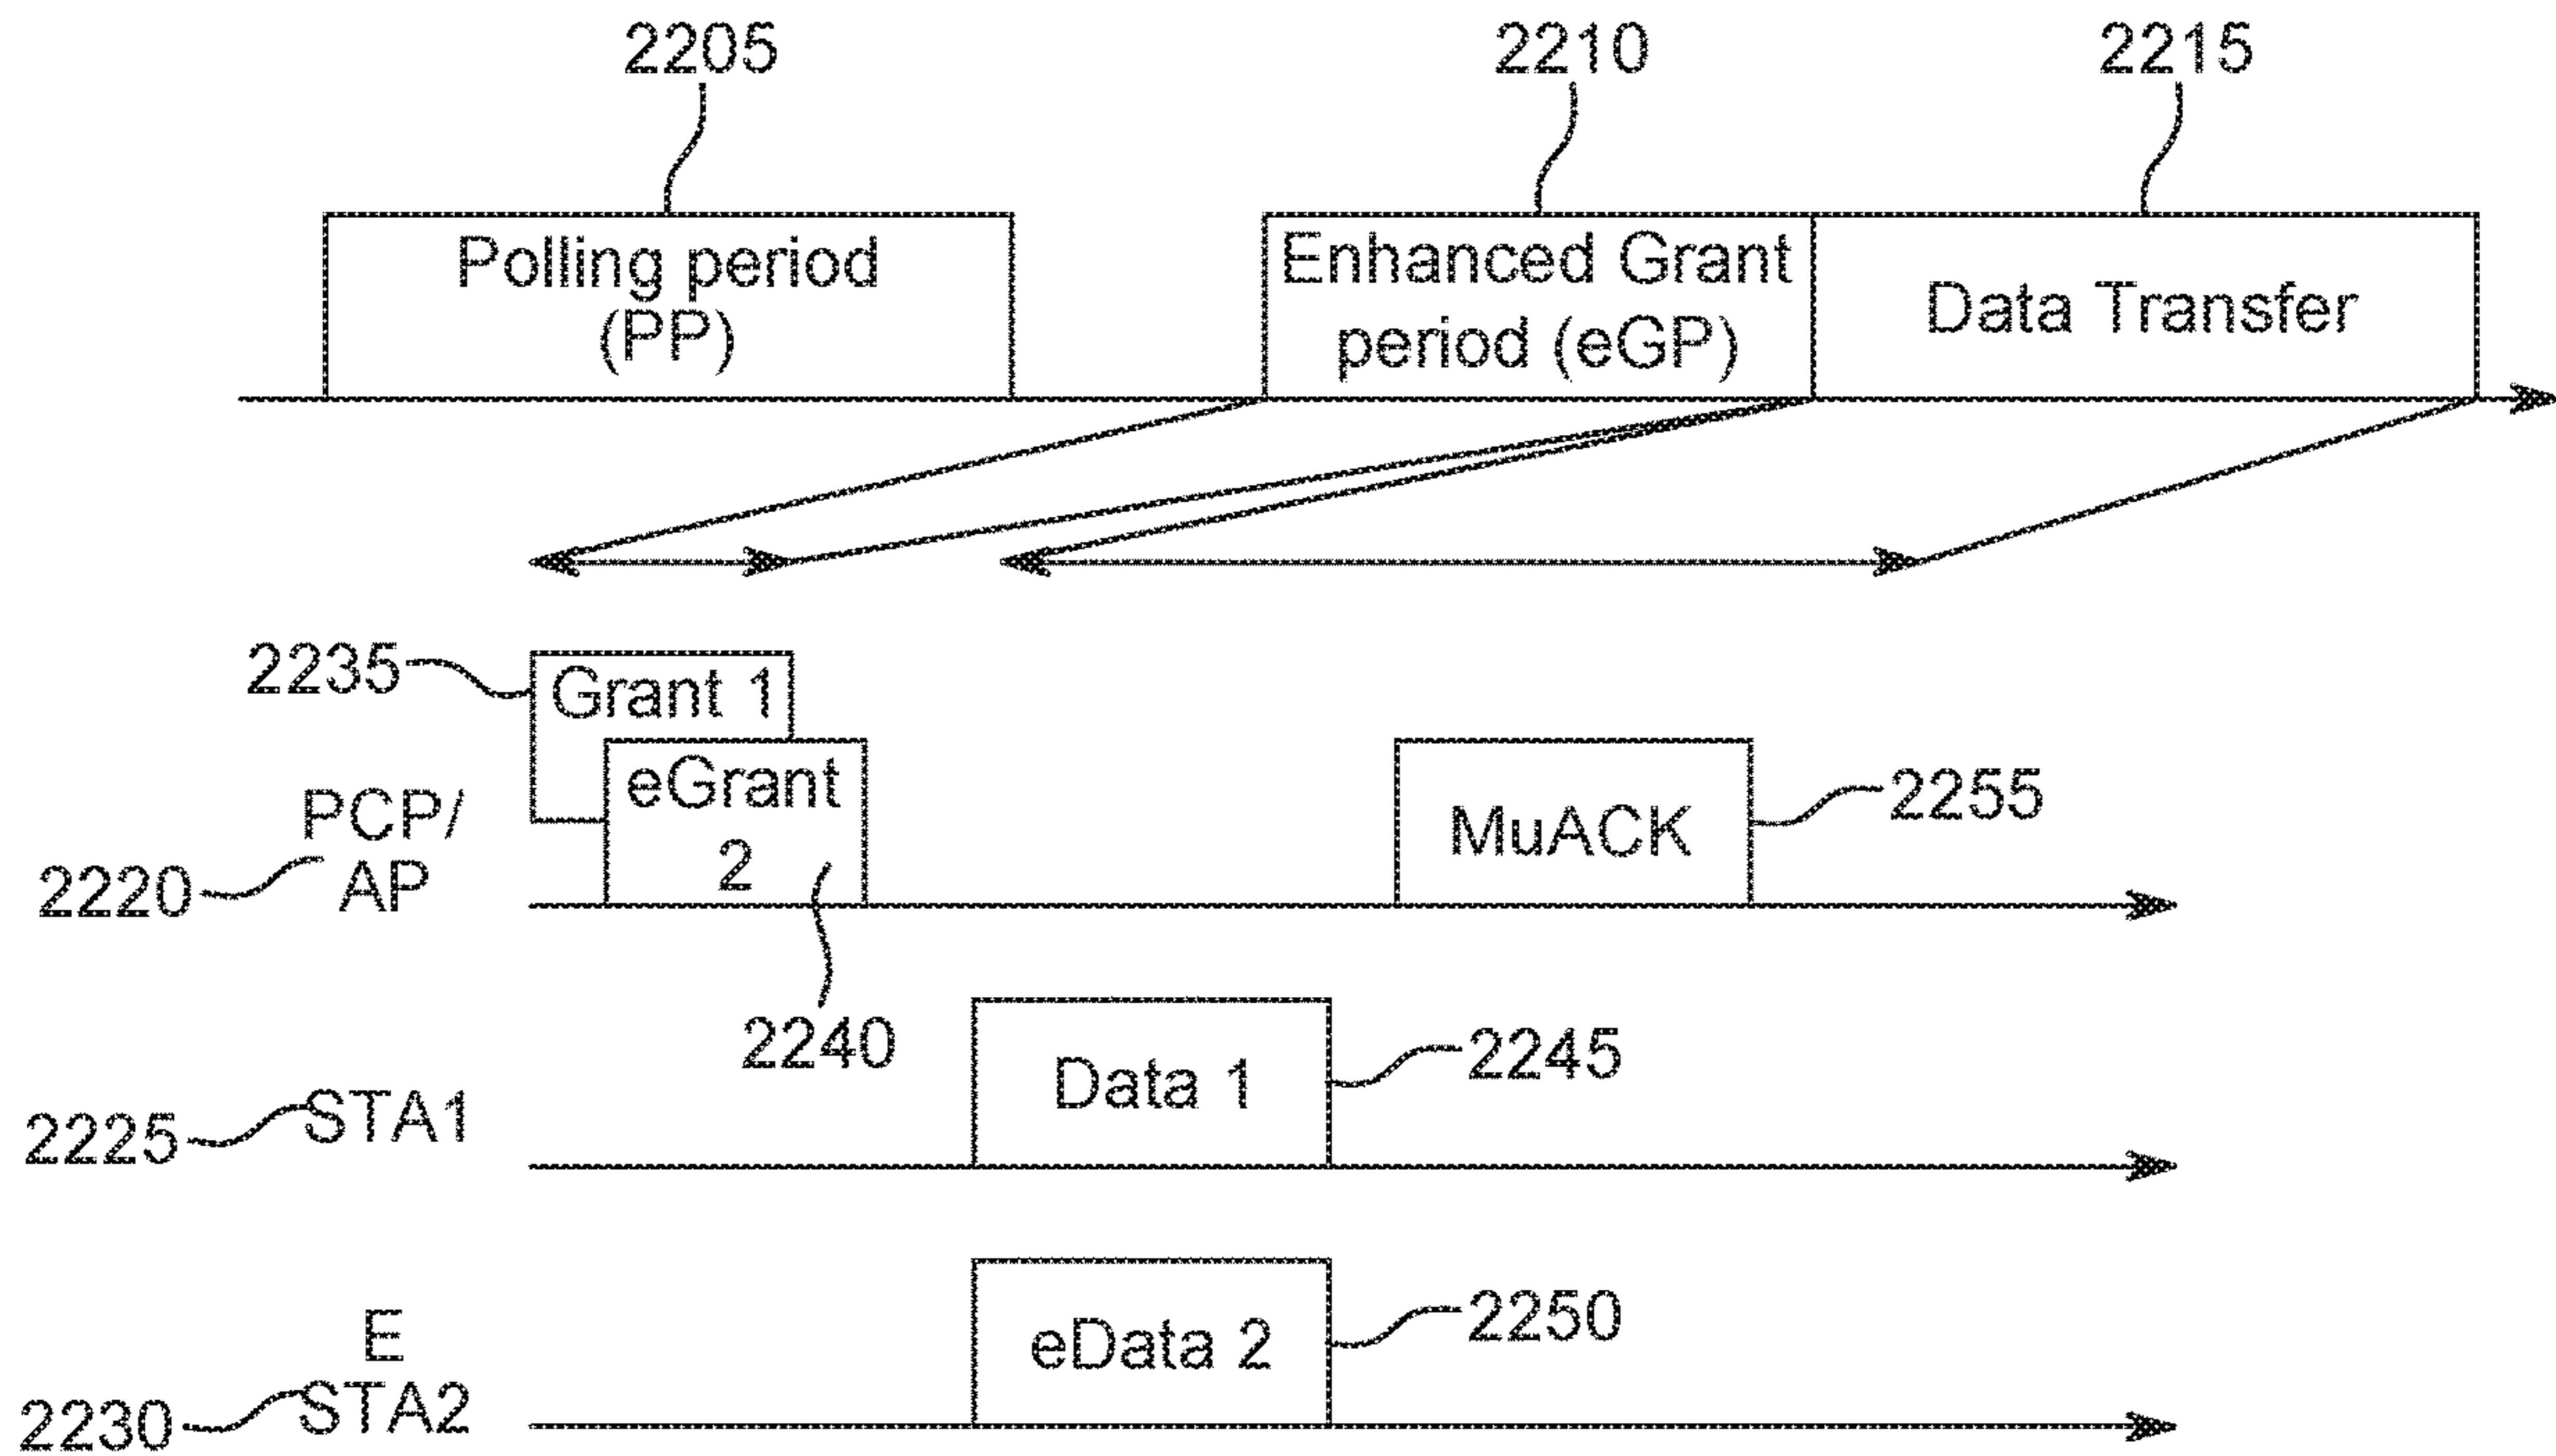 2205
2210
2215
Polling period
(PP)
Enhanced Grant
period (eGP)
Data Transfer
2235
Grant 1
eGrant
2
PCP/
AP
2220
MuACK
2255
2240
Data 1
2245
STA1
2225
eData 2
2250
E
STA2
2230